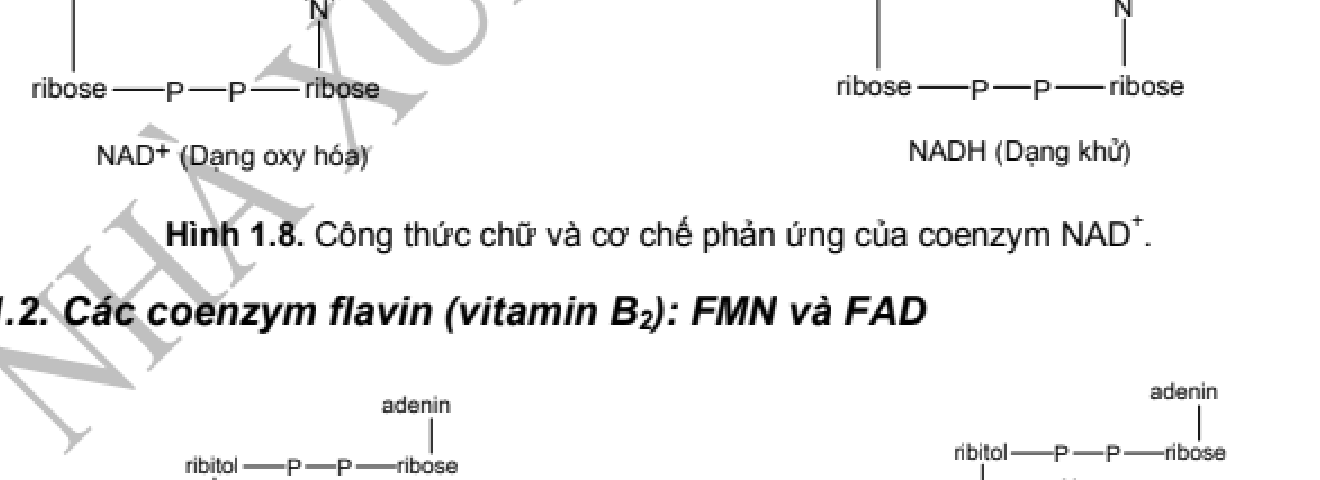 N N
ribose P P ribose ribose P P ribose
NAD+ (Dạng oxy hóa) NADH (Dạng khử)
Hình 1.8. Công thức chữ và cơ chế phản ứng của coenzym NAD+.
.2. Các coenzym flavin (vitamin B2): FMN và FAD
adenin adenin
ribitol P P ribose ribitol P P ribose
NHÀ XU